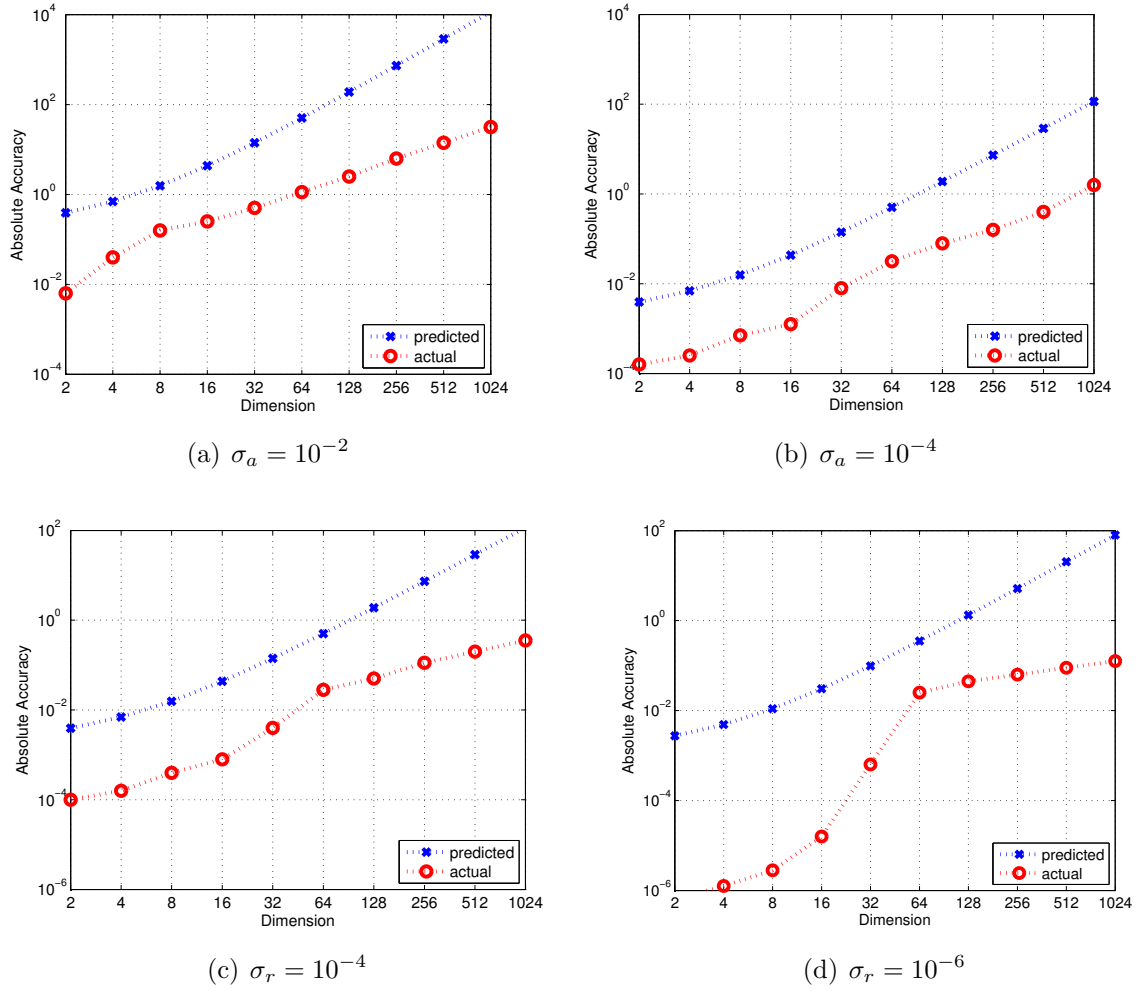 10^4
10^2
10^0
10^{-2}
10^{-4}
Absolute Accuracy
2 4 8 16 32 64 128 256 512 1024
Dimension
predicted
actual
(a) σ_a = 10^{-2}
10^4
10^2
10^0
10^{-2}
10^{-4}
Absolute Accuracy
2 4 8 16 32 64 128 256 512 1024
Dimension
predicted
actual
(b) σ_a = 10^{-4}
10^2
10^0
10^{-2}
10^{-4}
10^{-6}
Absolute Accuracy
2 4 8 16 32 64 128 256 512 1024
Dimension
predicted
actual
(c) σ_r = 10^{-4}
10^2
10^0
10^{-2}
10^{-4}
10^{-6}
Absolute Accuracy
2 4 8 16 32 64 128 256 512 1024
Dimension
predicted
actual
(d) σ_r = 10^{-6}